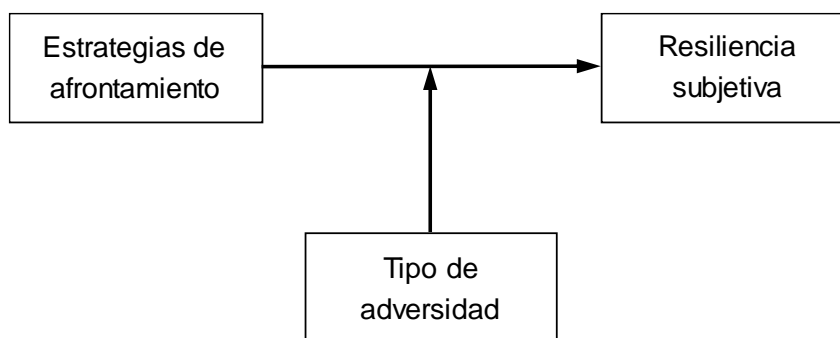 Estrategias de
afrontamiento
Resiliencia
subjetiva
Tipo de
adversidad